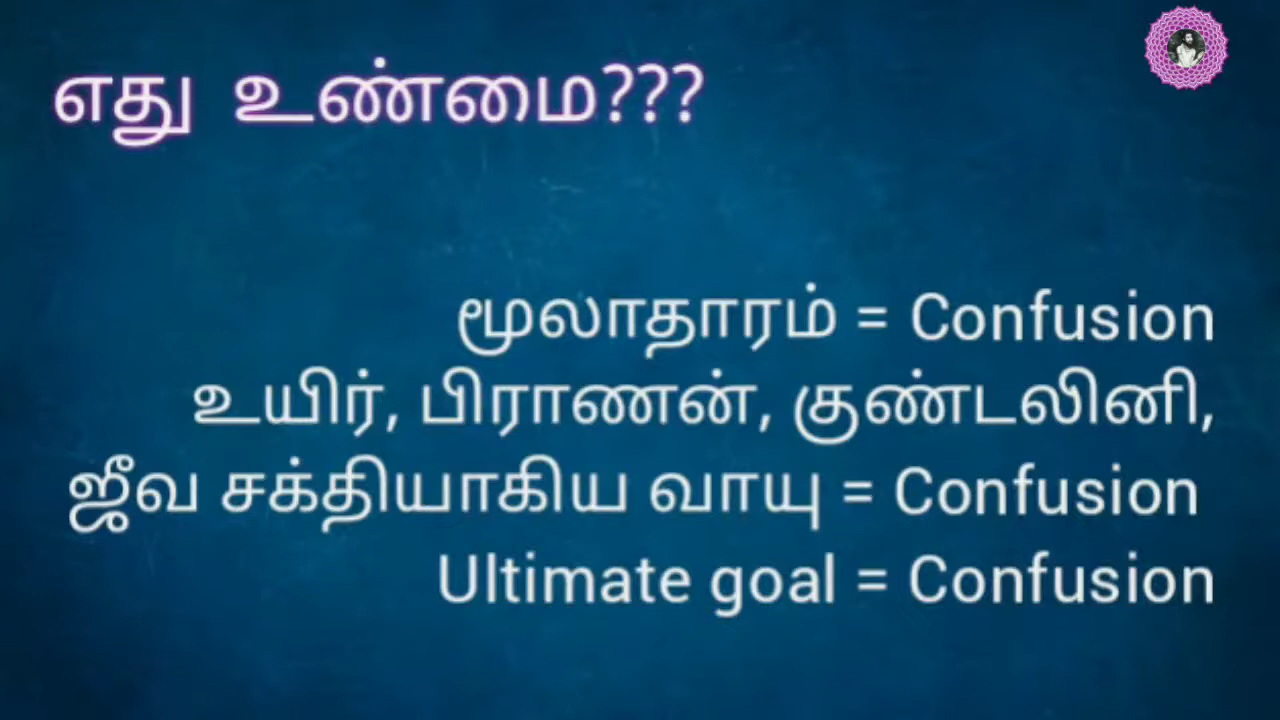 எது உண்மை???
மூலாதாரம் = Confusion
உயிர், பிராணன், குண்டலினி,
ஜீவ சக்தியாகிய வாயு = Confusion
Ultimate goal = Confusion